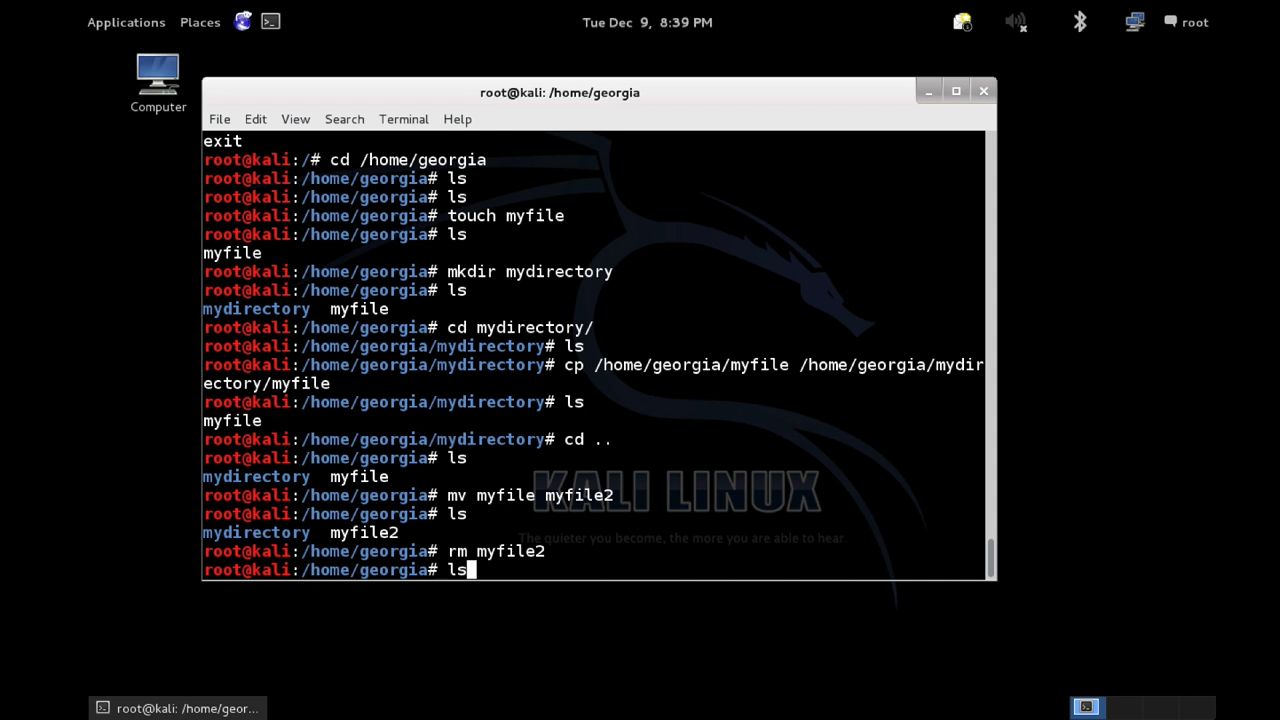 Applications Places Tue Dec 9, 8:39 PM root
Computer
root@kali: /home/georgia
File Edit View Search Terminal Help
exit
root@kali:/# cd /home/georgia
root@kali:/home/georgia# ls
root@kali:/home/georgia# ls
root@kali:/home/georgia# touch myfile
root@kali:/home/georgia# ls
myfile
root@kali:/home/georgia# mkdir mydirectory
root@kali:/home/georgia# ls
mydirectory  myfile
root@kali:/home/georgia# cd mydirectory/
root@kali:/home/georgia/mydirectory# ls
root@kali:/home/georgia/mydirectory# cp /home/georgia/myfile /home/georgia/mydir
ectory/myfile
root@kali:/home/georgia/mydirectory# ls
myfile
root@kali:/home/georgia/mydirectory# cd ..
root@kali:/home/georgia# ls
mydirectory  myfile
root@kali:/home/georgia# mv myfile myfile2
KALI LINUX
root@kali:/home/georgia# ls
mydirectory  myfile2
The quieter you become, the more you are able to hear
root@kali:/home/georgia# rm myfile2
root@kali:/home/georgia# ls
root@kali: /home/geor...